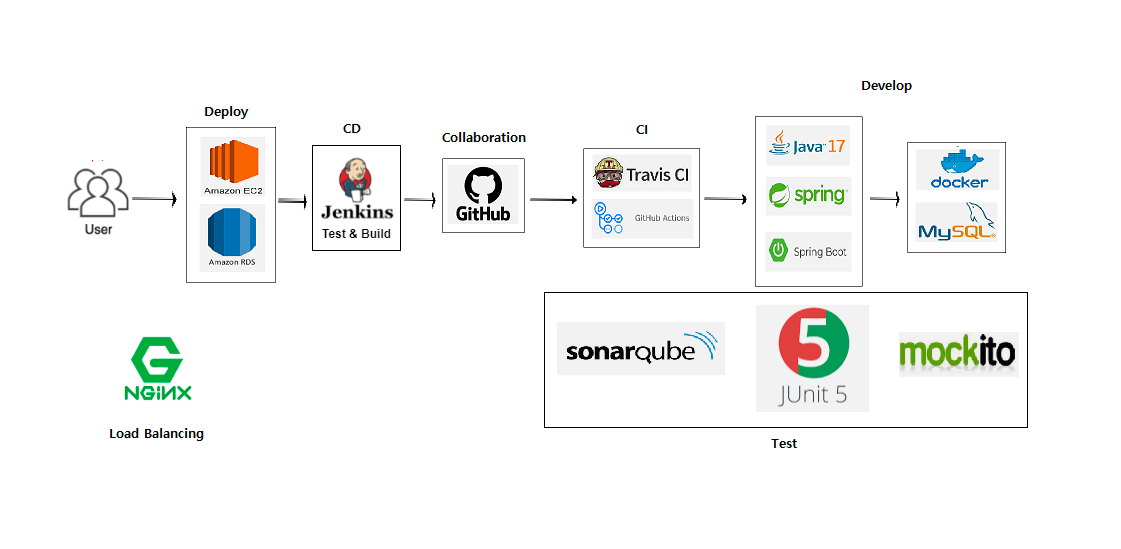 Develop
Deploy
CD
Collaboration
CI
User
Amazon EC2
Amazon RDS
Jenkins
Test & Build
GitHub
Travis CI
GitHub Actions
Java 17
spring
Spring Boot
docker
MySQL
NGiNX
Load Balancing
sonarqube
5
JUnit 5
mockito
Test